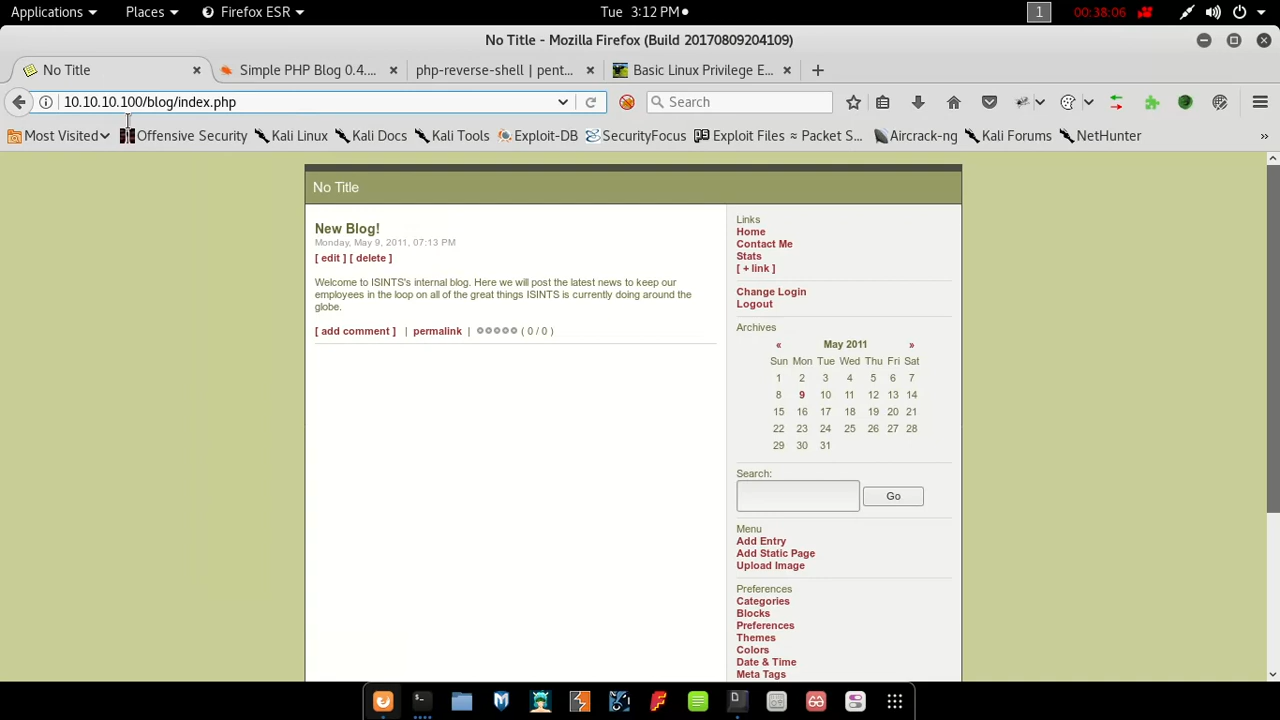 Applications Places Firefox ESR Tue 3:12 PM 1 00:38:06
No Title - Mozilla Firefox (Build 20170809204109)
No Title Simple PHP Blog 0.4.... php-reverse-shell | pent... Basic Linux Privilege E...
10.10.10.100/blog/index.php Search
Most Visited Offensive Security Kali Linux Kali Docs Kali Tools Exploit-DB SecurityFocus Exploit Files ≈ Packet S... Aircrack-ng Kali Forums NetHunter »
No Title
New Blog!
Monday, May 9, 2011, 07:13 PM
[ edit ] [ delete ]
Welcome to ISINTS's internal blog. Here we will post the latest news to keep our
employees in the loop on all of the great things ISINTS is currently doing around the
globe.
[ add comment ] | permalink | ( 0 / 0 )
Links
Home
Contact Me
Stats
[ + link ]
Change Login
Logout
Archives
« May 2011 »
Sun Mon Tue Wed Thu Fri Sat
1 2 3 4 5 6 7
8 9 10 11 12 13 14
15 16 17 18 19 20 21
22 23 24 25 26 27 28
29 30 31
Search:
Go
Menu
Add Entry
Add Static Page
Upload Image
Preferences
Categories
Blocks
Preferences
Themes
Colors
Date & Time
Meta Tags